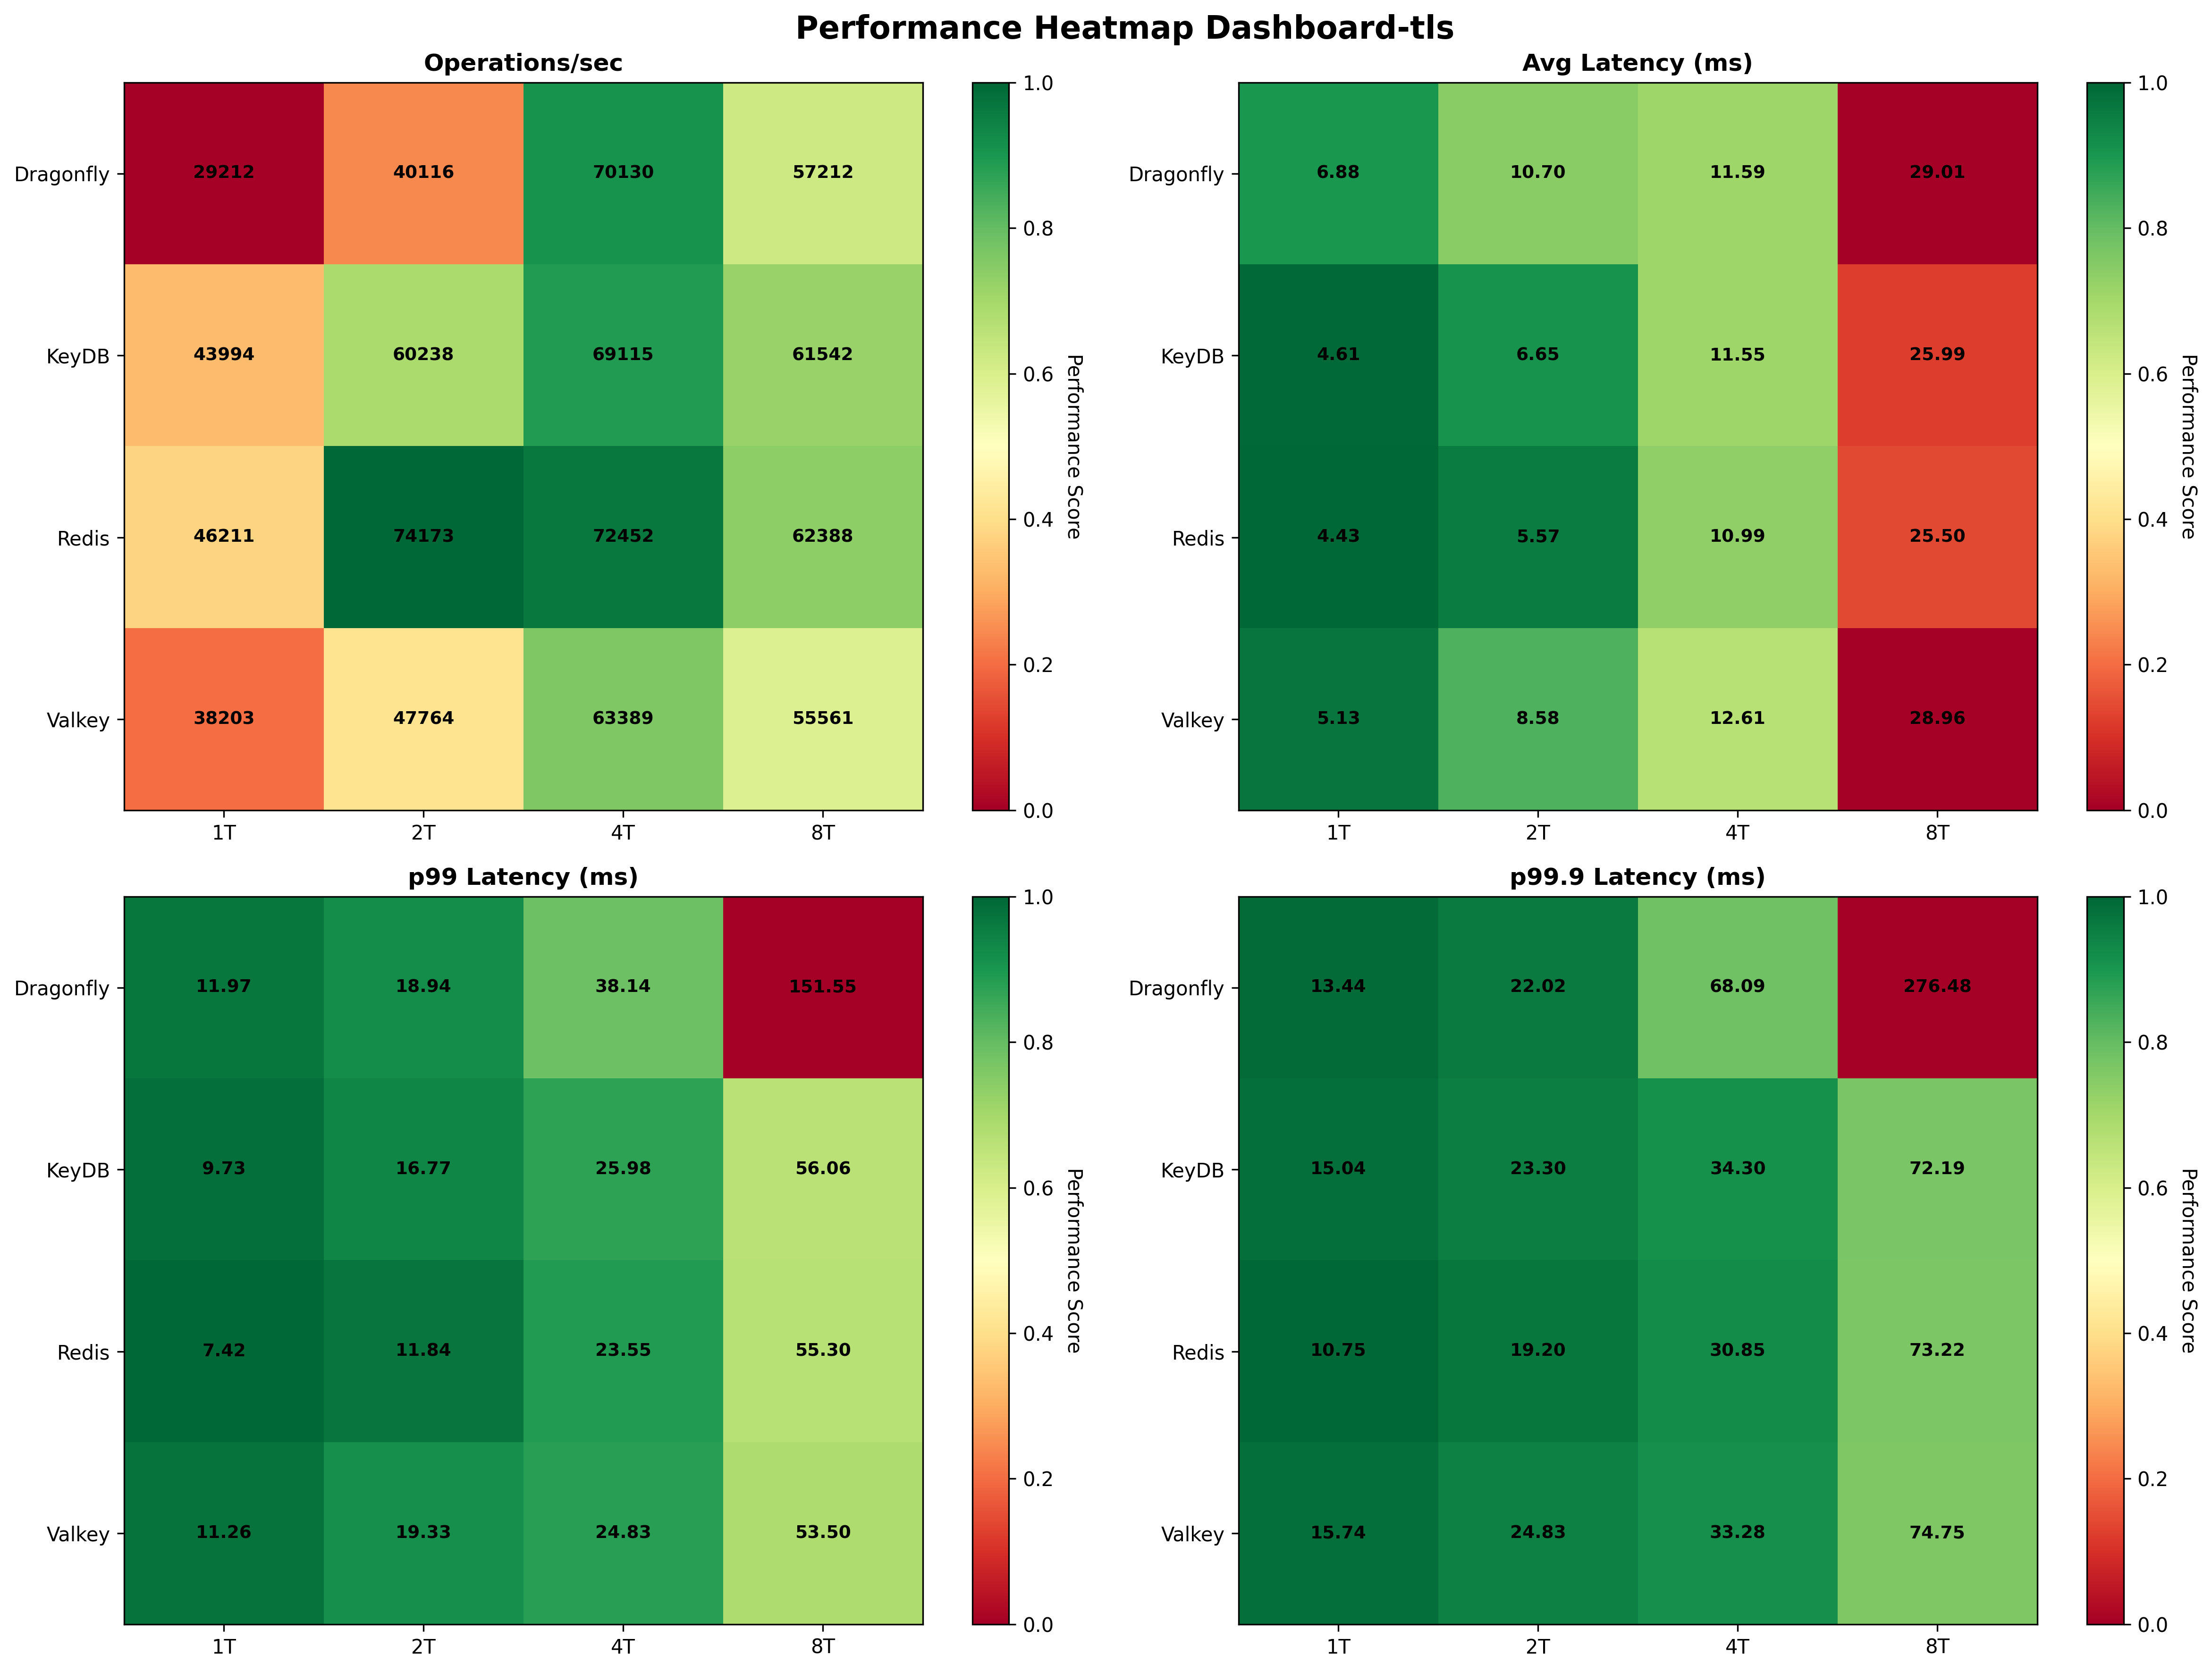 Performance Heatmap Dashboard-tls
Operations/sec
Dragonfly 29212 40116 70130 57212
KeyDB 43994 60238 69115 61542
Redis 46211 74173 72452 62388
Valkey 38203 47764 63389 55561
1T 2T 4T 8T
1.0
0.8
0.6
0.4
0.2
0.0
Performance Score
Avg Latency (ms)
Dragonfly 6.88 10.70 11.59 29.01
KeyDB 4.61 6.65 11.55 25.99
Redis 4.43 5.57 10.99 25.50
Valkey 5.13 8.58 12.61 28.96
1T 2T 4T 8T
1.0
0.8
0.6
0.4
0.2
0.0
Performance Score
p99 Latency (ms)
Dragonfly 11.97 18.94 38.14 151.55
KeyDB 9.73 16.77 25.98 56.06
Redis 7.42 11.84 23.55 55.30
Valkey 11.26 19.33 24.83 53.50
1T 2T 4T 8T
1.0
0.8
0.6
0.4
0.2
0.0
Performance Score
p99.9 Latency (ms)
Dragonfly 13.44 22.02 68.09 276.48
KeyDB 15.04 23.30 34.30 72.19
Redis 10.75 19.20 30.85 73.22
Valkey 15.74 24.83 33.28 74.75
1T 2T 4T 8T
1.0
0.8
0.6
0.4
0.2
0.0
Performance Score